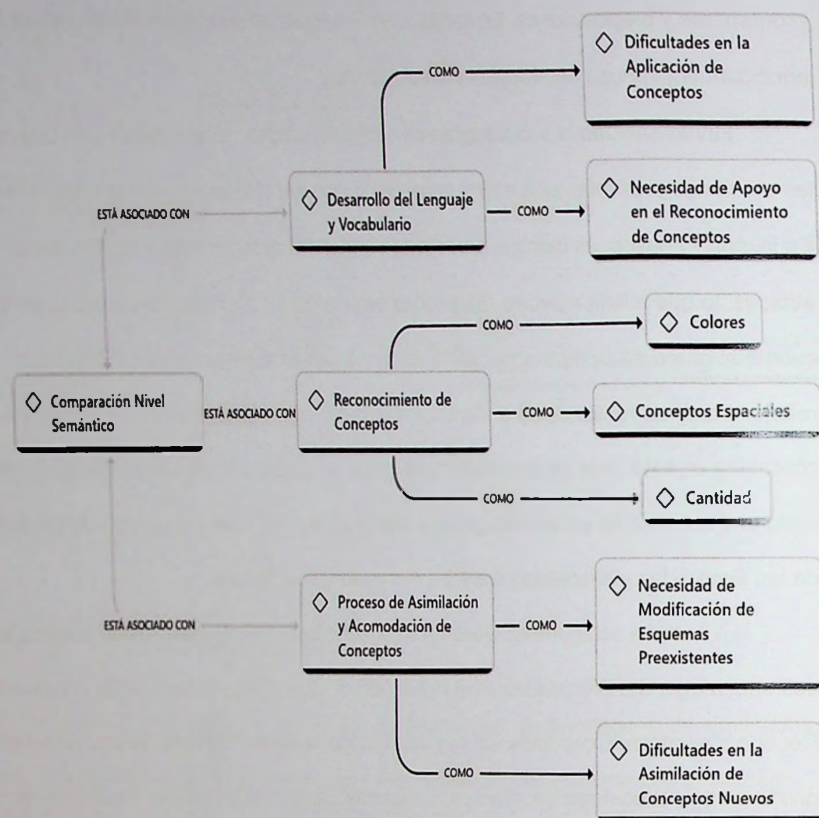 COMO
Dificultades en la
Aplicación de
Conceptos
ESTÁ ASOCIADO CON
Desarrollo del Lenguaje
y Vocabulario
COMO
Necesidad de Apoyo
en el Reconocimiento
de Conceptos
COMO
Colores
Comparación Nivel
Semántico
ESTÁ ASOCIADO CON
Reconocimiento de
Conceptos
COMO
Conceptos Espaciales
COMO
Cantidad
ESTÁ ASOCIADO CON
Proceso de Asimilación
y Acomodación de
Conceptos
COMO
Necesidad de
Modificación de
Esquemas
Preexistentes
COMO
Dificultades en la
Asimilación de
Conceptos Nuevos